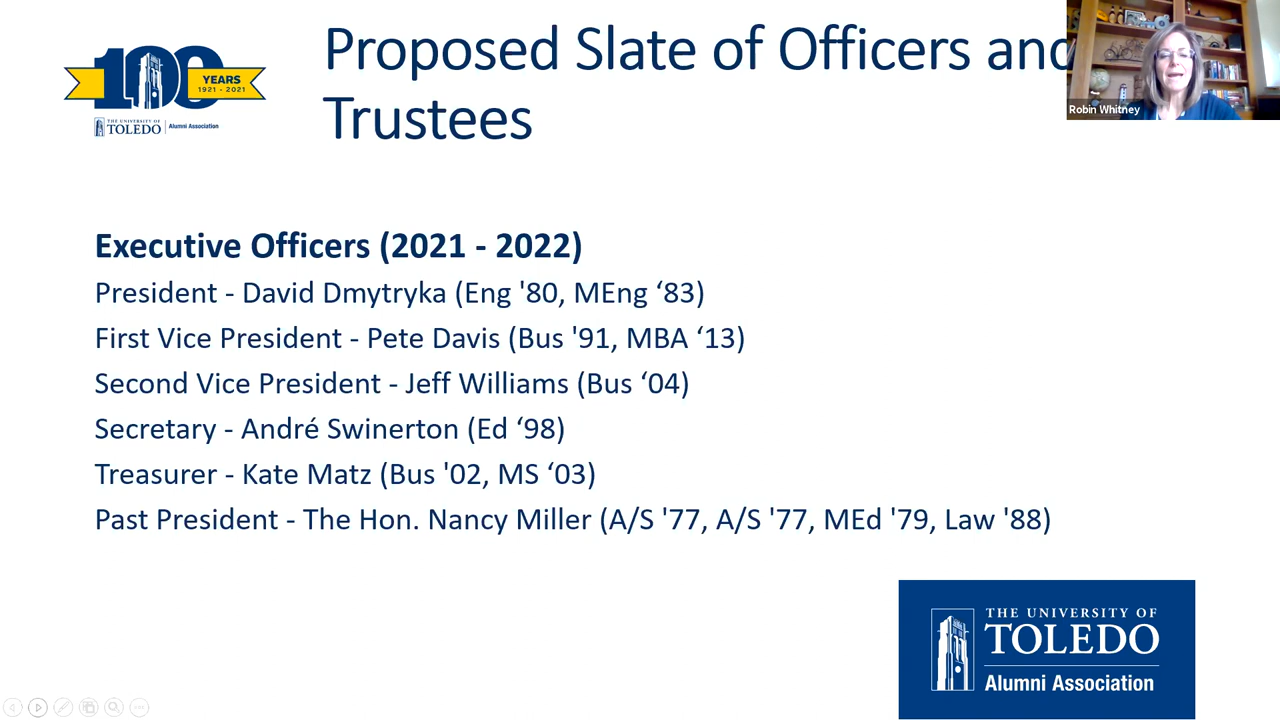 Proposed Slate of Officers and
Trustees
100
YEARS
1921 - 2021
THE UNIVERSITY OF
TOLEDO
Alumni Association
Robin Whitney
Executive Officers (2021 - 2022)
President - David Dmytryka (Eng '80, MEng ‘83)
First Vice President - Pete Davis (Bus '91, MBA ‘13)
Second Vice President - Jeff Williams (Bus ‘04)
Secretary - André Swinerton (Ed ‘98)
Treasurer - Kate Matz (Bus '02, MS ‘03)
Past President - The Hon. Nancy Miller (A/S '77, A/S '77, MEd '79, Law '88)
THE UNIVERSITY OF
TOLEDO
Alumni Association